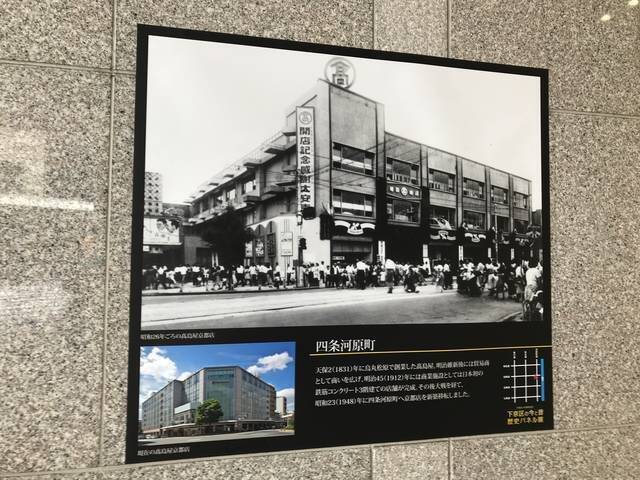 髙
髙
開店記念感謝大安売
昭和26年ごろの髙島屋京都店
四条河原町
天保2(1831)年に烏丸松原で創業した髙島屋。明治維新後には貿易商
として商いを広げ、明治45(1912)年には商業施設としては日本初の
鉄筋コンクリート3階建ての店舗が完成。その後大戦を経て、
昭和23(1948)年に四条河原町へ京都店を新築移転しました。
現在の髙島屋京都店
下京区の今と昔
歴史パネル展